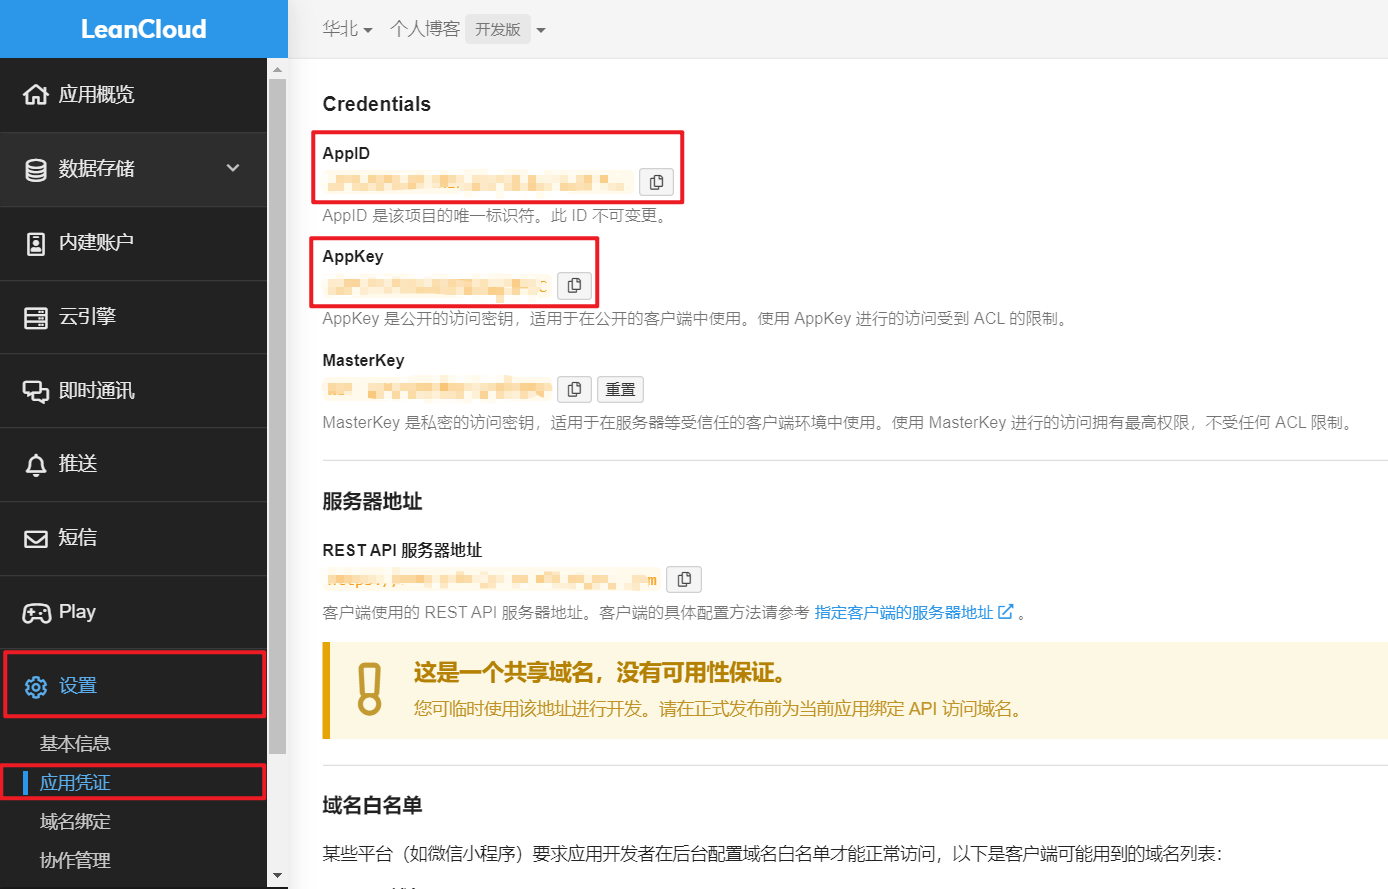 LeanCloud
华北
个人博客
开发版
应用概览
数据存储
内建账户
云引擎
即时通讯
推送
短信
Play
设置
基本信息
应用凭证
域名绑定
协作管理
Credentials
AppID
AppID 是该项目的唯一标识符。此 ID 不可变更。
AppKey
AppKey 是公开的访问密钥，适用于在公开的客户端中使用。使用 AppKey 进行的访问受到 ACL 的限制。
MasterKey
重置
MasterKey 是私密的访问密钥，适用于在服务器等受信任的客户端环境中使用。使用 MasterKey 进行的访问拥有最高权限，不受任何 ACL 限制。
服务器地址
REST API 服务器地址
客户端使用的 REST API 服务器地址。客户端的具体配置方法请参考 指定客户端的服务器地址 。
这是一个共享域名，没有可用性保证。
您可临时使用该地址进行开发。请在正式发布前为当前应用绑定 API 访问域名。
域名白名单
某些平台（如微信小程序）要求应用开发者在后台配置域名白名单才能正常访问，以下是客户端可能用到的域名列表：